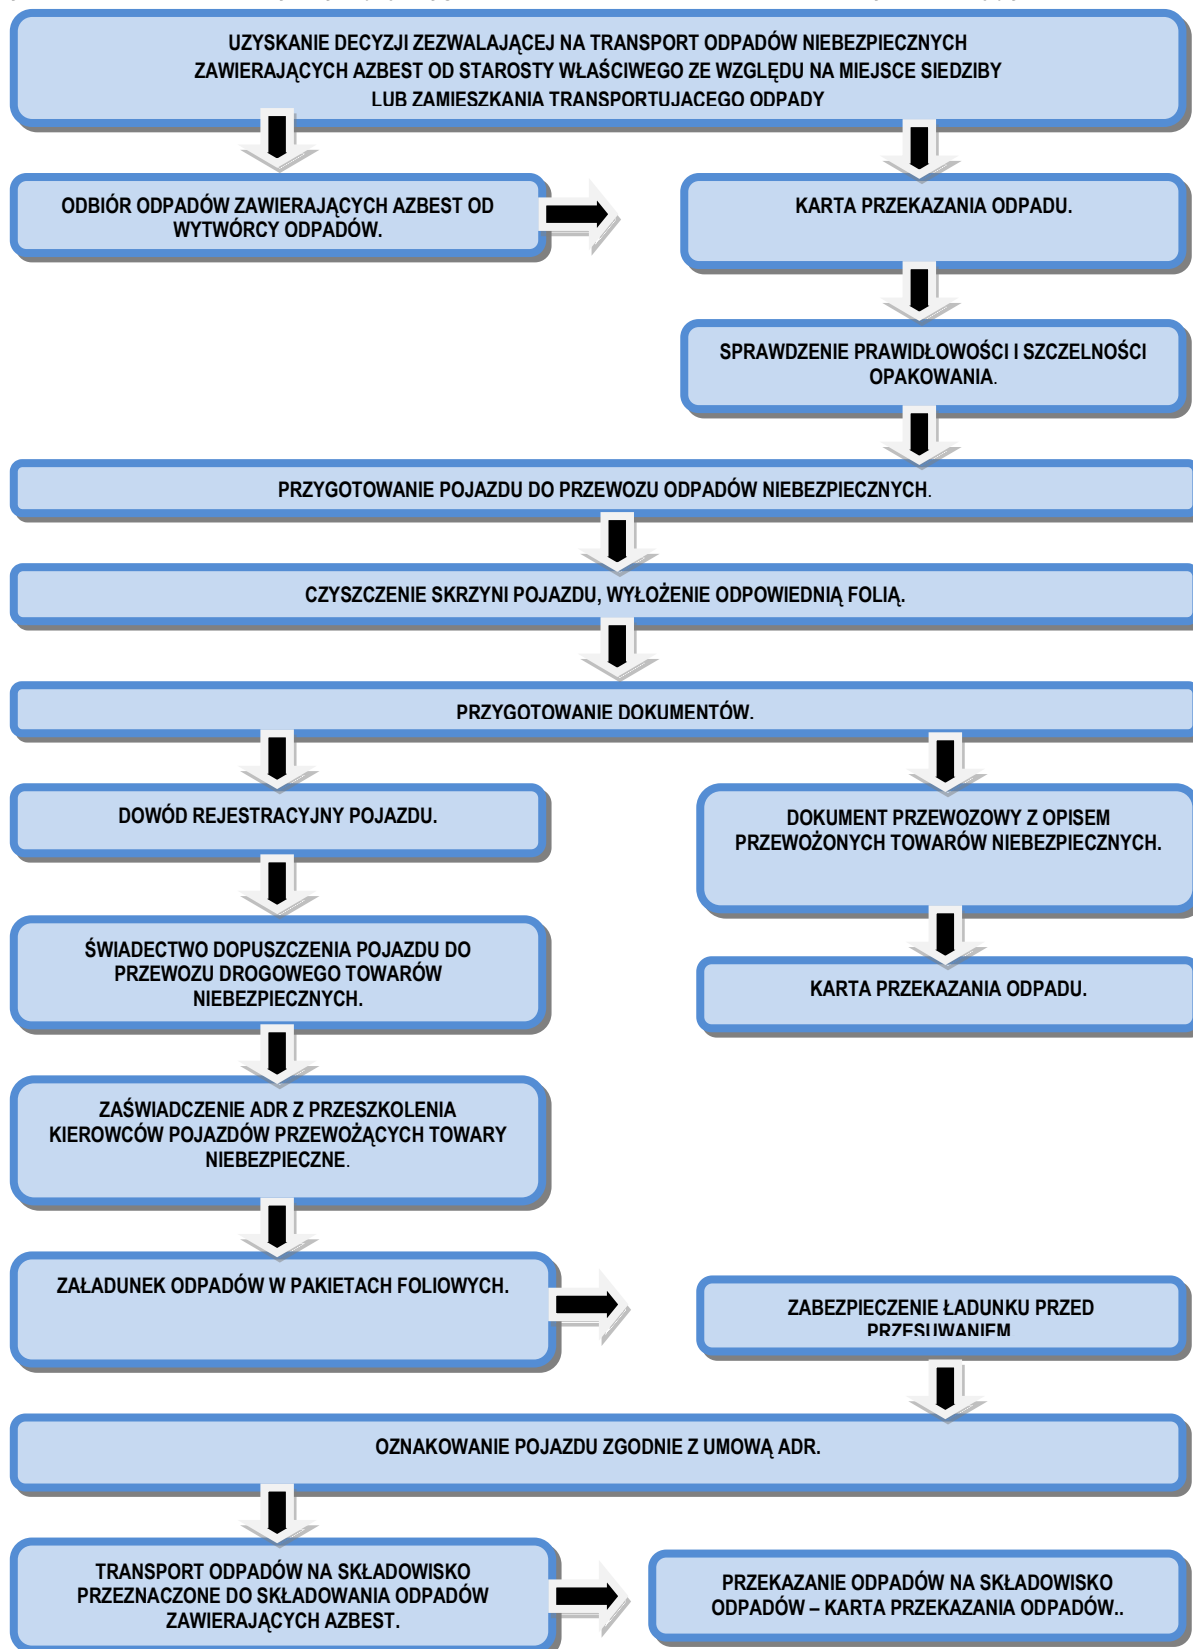 UZYSKANIE DECYZJI ZEZWALAJĄCEJ NA TRANSPORT ODPADÓW NIEBEZPIECZNYCH
ZAWIERAJĄCYCH AZBEST OD STAROSTY WŁAŚCIWEGO ZE WZGLĘDU NA MIEJSCE SIEDZIBY
LUB ZAMIESZKANIA TRANSPORTUJACEGO ODPADY
ODBIÓR ODPADÓW ZAWIERAJĄCYCH AZBEST OD
WYTWÓRCY ODPADÓW.
KARTA PRZEKAZANIA ODPADU.
SPRAWDZENIE PRAWIDŁOWOŚCI I SZCZELNOŚCI
OPAKOWANIA.
PRZYGOTOWANIE POJAZDU DO PRZEWOZU ODPADÓW NIEBEZPIECZNYCH.
CZYSZCZENIE SKRZYNI POJAZDU, WYŁOŻENIE ODPOWIEDNIĄ FOLIĄ.
PRZYGOTOWANIE DOKUMENTÓW.
DOWÓD REJESTRACYJNY POJAZDU.
DOKUMENT PRZEWOZOWY Z OPISEM
PRZEWOŻONYCH TOWARÓW NIEBEZPIECZNYCH.
ŚWIADECTWO DOPUSZCZENIA POJAZDU DO
PRZEWOZU DROGOWEGO TOWARÓW
NIEBEZPIECZNYCH.
KARTA PRZEKAZANIA ODPADU.
ZAŚWIADCZENIE ADR Z PRZESZKOLENIA
KIEROWCÓW POJAZDÓW PRZEWOŻĄCYCH TOWARY
NIEBEZPIECZNE.
ZAŁADUNEK ODPADÓW W PAKIETACH FOLIOWYCH.
ZABEZPIECZENIE ŁADUNKU PRZED
PRZESUWANIEM
OZNAKOWANIE POJAZDU ZGODNIE Z UMOWĄ ADR.
TRANSPORT ODPADÓW NA SKŁADOWISKO
PRZEZNACZONE DO SKŁADOWANIA ODPADÓW
ZAWIERAJĄCYCH AZBEST.
PRZEKAZANIE ODPADÓW NA SKŁADOWISKO
ODPADÓW – KARTA PRZEKAZANIA ODPADÓW..